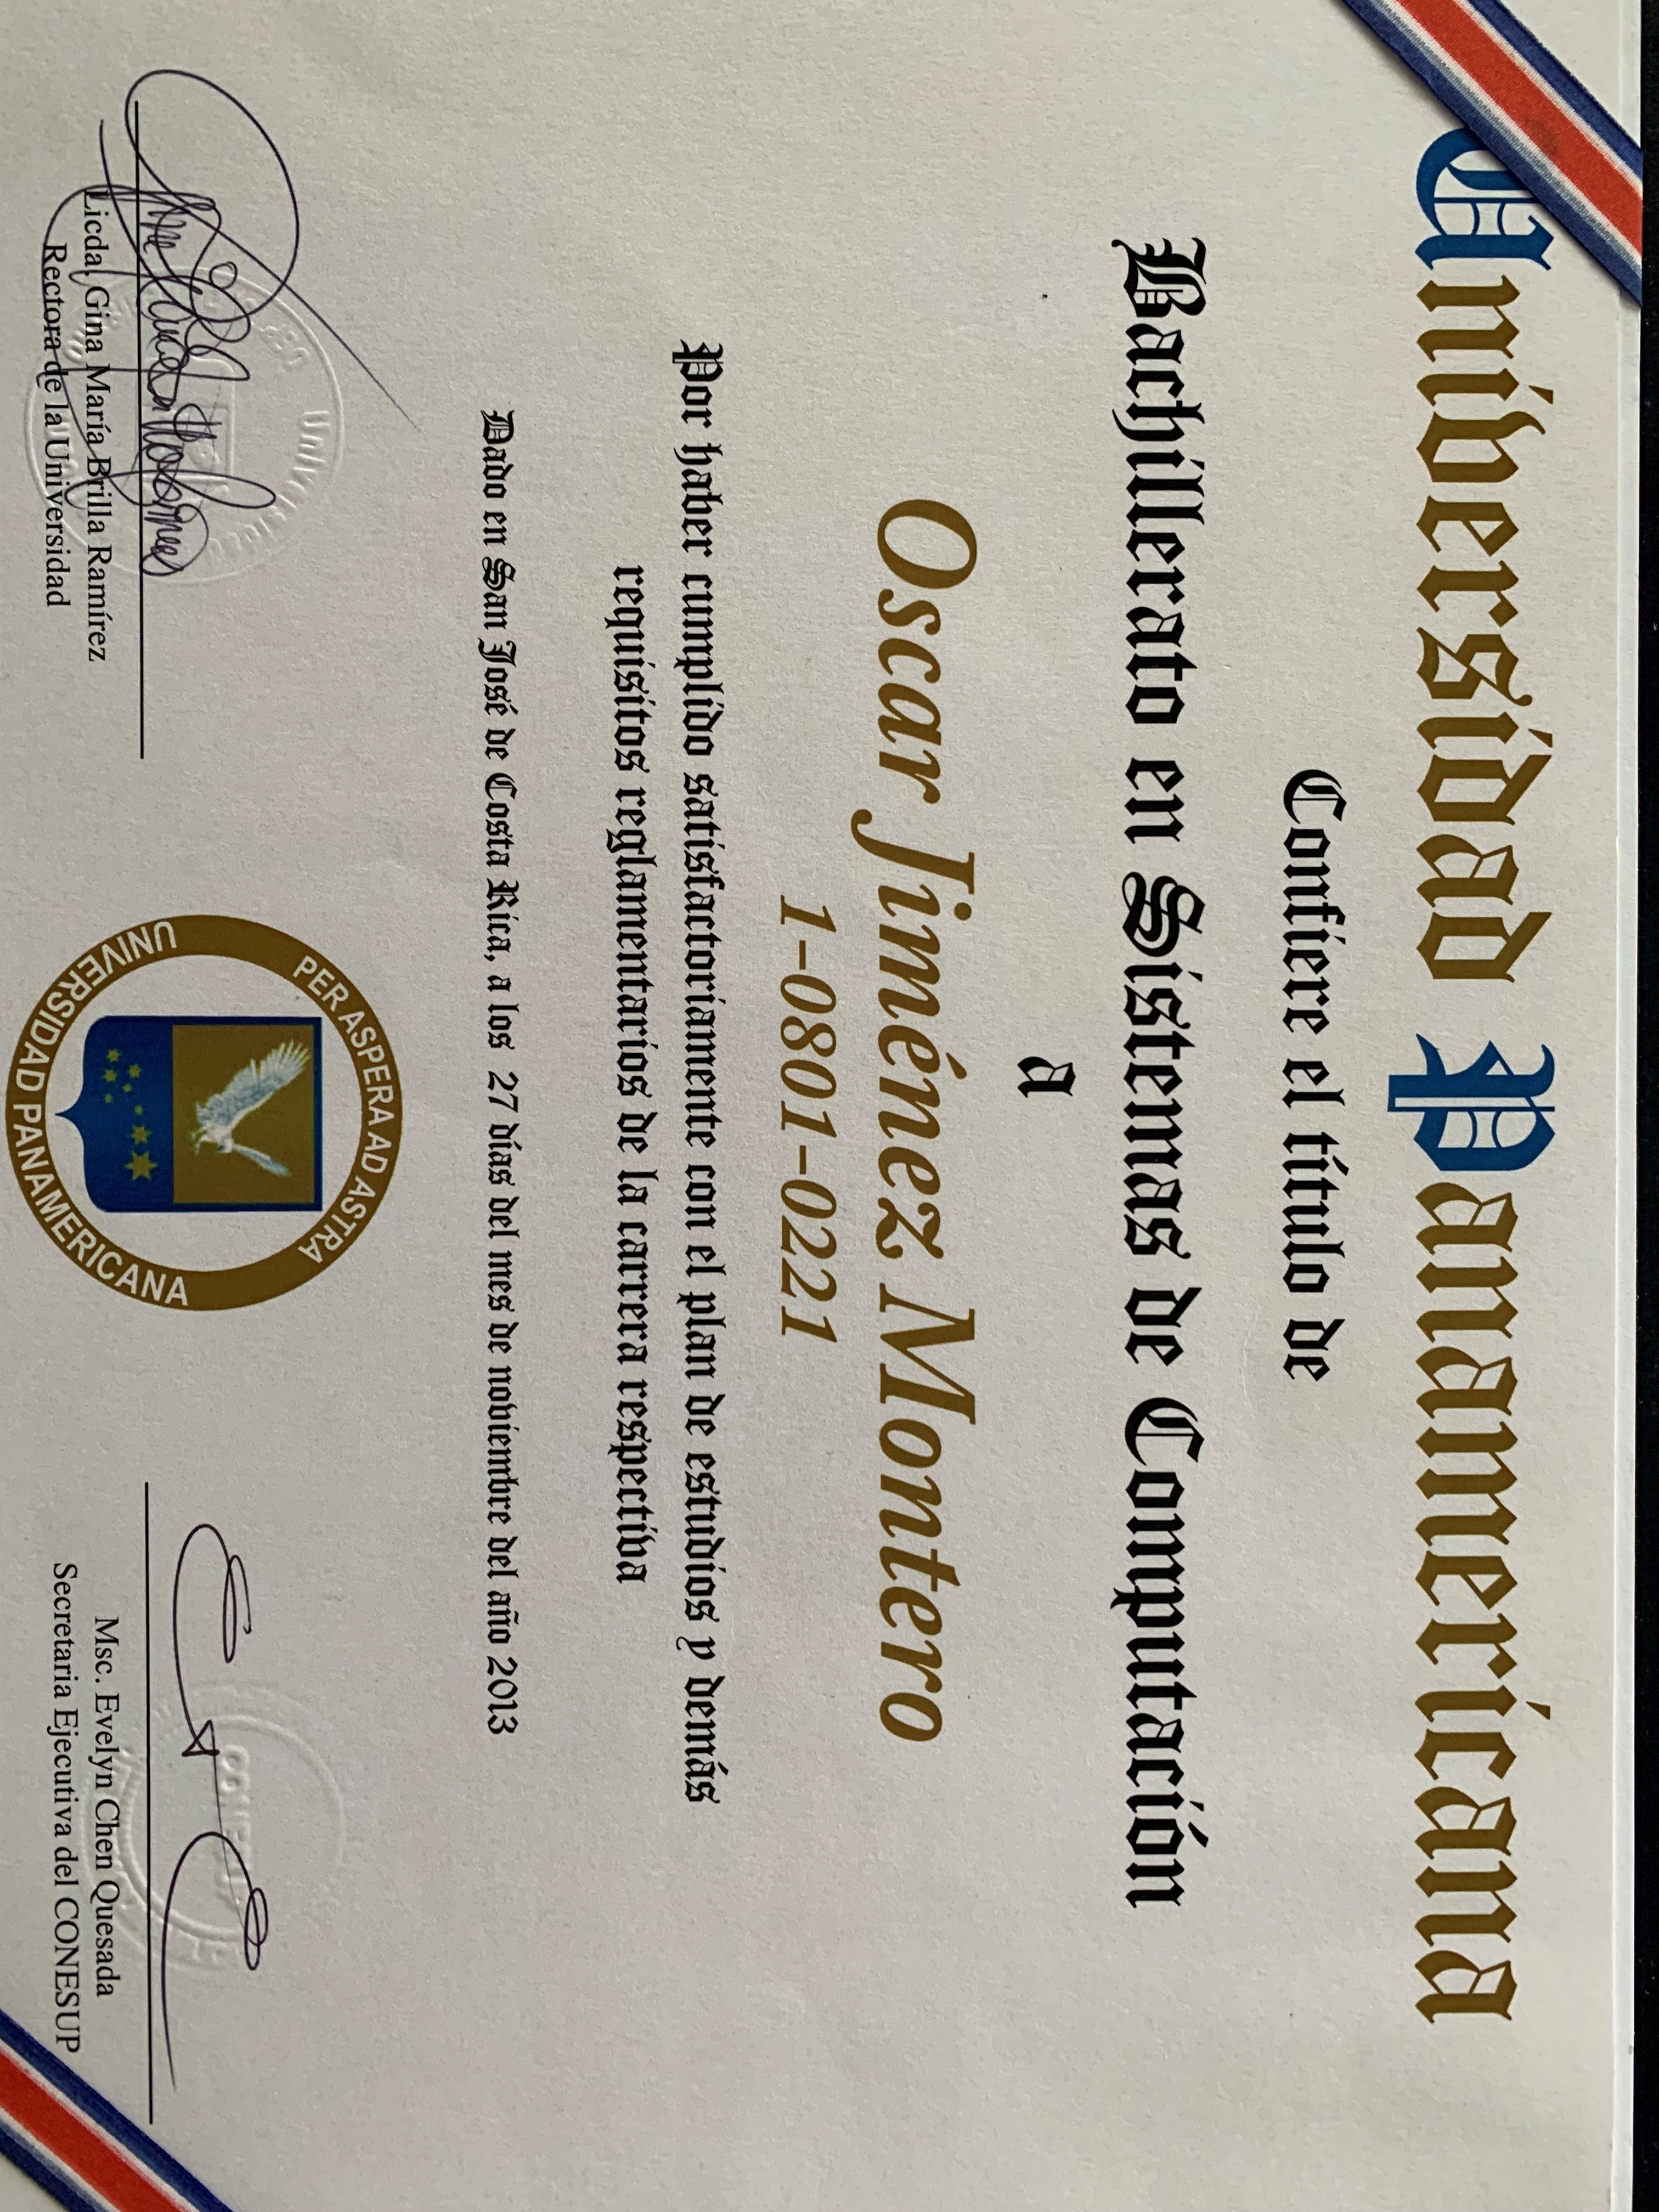 Universidad Panamericana
Confiere el título de
Bachillerato en Sistemas de Computación
a
Oscar Jiménez Montero
1-0801-0221
Por haber cumplido satisfactoriamente con el plan de estudios y demás
requisitos reglamentarios de la carrera respectiva
Dado en San José de Costa Rica, a los 27 días del mes de noviembre del año 2013
Licda. Gina María Brilla Ramírez
Rectora de la Universidad
PER ASPERA AD ASTRA
UNIVERSIDAD PANAMERICANA
Msc. Evelyn Chen Quesada
Secretaria Ejecutiva del CONESUP